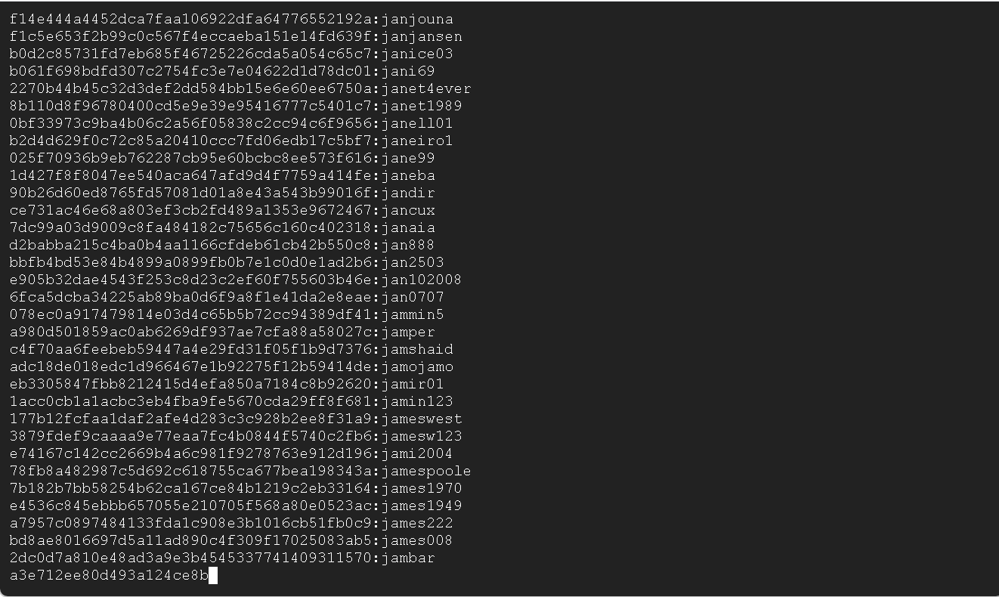 f14e444a4452dca7faa106922dfa64776552192a:janjouna
f1c5e653f2b99c0c567f4eccaeba151e14fd639f:janjansen
b0d2c85731fd7eb685f46725226cda5a054c65c7:janice03
b061f698bdfd307c2754fc3e7e04622d1d78dc01:jani69
2270b44b45c32d3def2dd584bb15e6e60ee6750a:janet4ever
8b110d8f96780400cd5e9e39e95416777c5401c7:janet1989
0bf33973c9ba4b06c2a56f05838c2cc94c6f9656:janell01
b2d4d629f0c72c85a20410ccc7fd06edb17c5bf7:janeiro1
025f70936b9eb762287cb95e60bcbc8ee573f616:jane99
1d427f8f8047ee540aca647afd9d4f7759a414fe:janeba
90b26d60ed8765fd57081d01a8e43a543b99016f:jandir
ce731ac46e68a803ef3cb2fd489a1353e9672467:jancux
7dc99a03d9009c8fa484182c75656c160c402318:janaia
d2babba215c4ba0b4aa1166cfdeb61cb42b550c8:jan888
bbfb4bd53e84b4899a0899fb0b7e1c0d0e1ad2b6:jan2503
e905b32dae4543f253c8d23c2ef60f755603b46e:jan102008
6fca5dcba34225ab89ba0d6f9a8f1e41da2e8eae:jan0707
078ec0a917479814e03d4c65b5b72cc94389df41:jammin5
a980d501859ac0ab6269df937ae7cfa88a58027c:jamper
c4f70aa6feebeb59447a4e29fd31f05f1b9d7376:jamshaid
adc18de018edc1d966467e1b92275f12b59414de:jamojamo
eb3305847fbb8212415d4efa850a7184c8b92620:jamir01
1acc0cb1a1acbc3eb4fba9fe5670cda29ff8f681:jamin123
177b12fcfaa1daf2afe4d283c3c928b2ee8f31a9:jameswest
3879fdef9caaaa9e77eaa7fc4b0844f5740c2fb6:jamesw123
e74167c142cc2669b4a6c981f9278763e912d196:jami2004
78fb8a482987c5d692c618755ca677bea198343a:jamespoole
7b182b7bb58254b62ca167ce84b1219c2eb33164:james1970
e4536c845ebbb657055e210705f568a80e0523ac:james1949
a7957c0897484133fda1c908e3b1016cb51fb0c9:james222
bd8ae8016697d5a11ad890c4f309f17025083ab5:james008
2dc0d7a810e48ad3a9e3b4545337741409311570:jambar
a3e712ee80d493a124ce8b